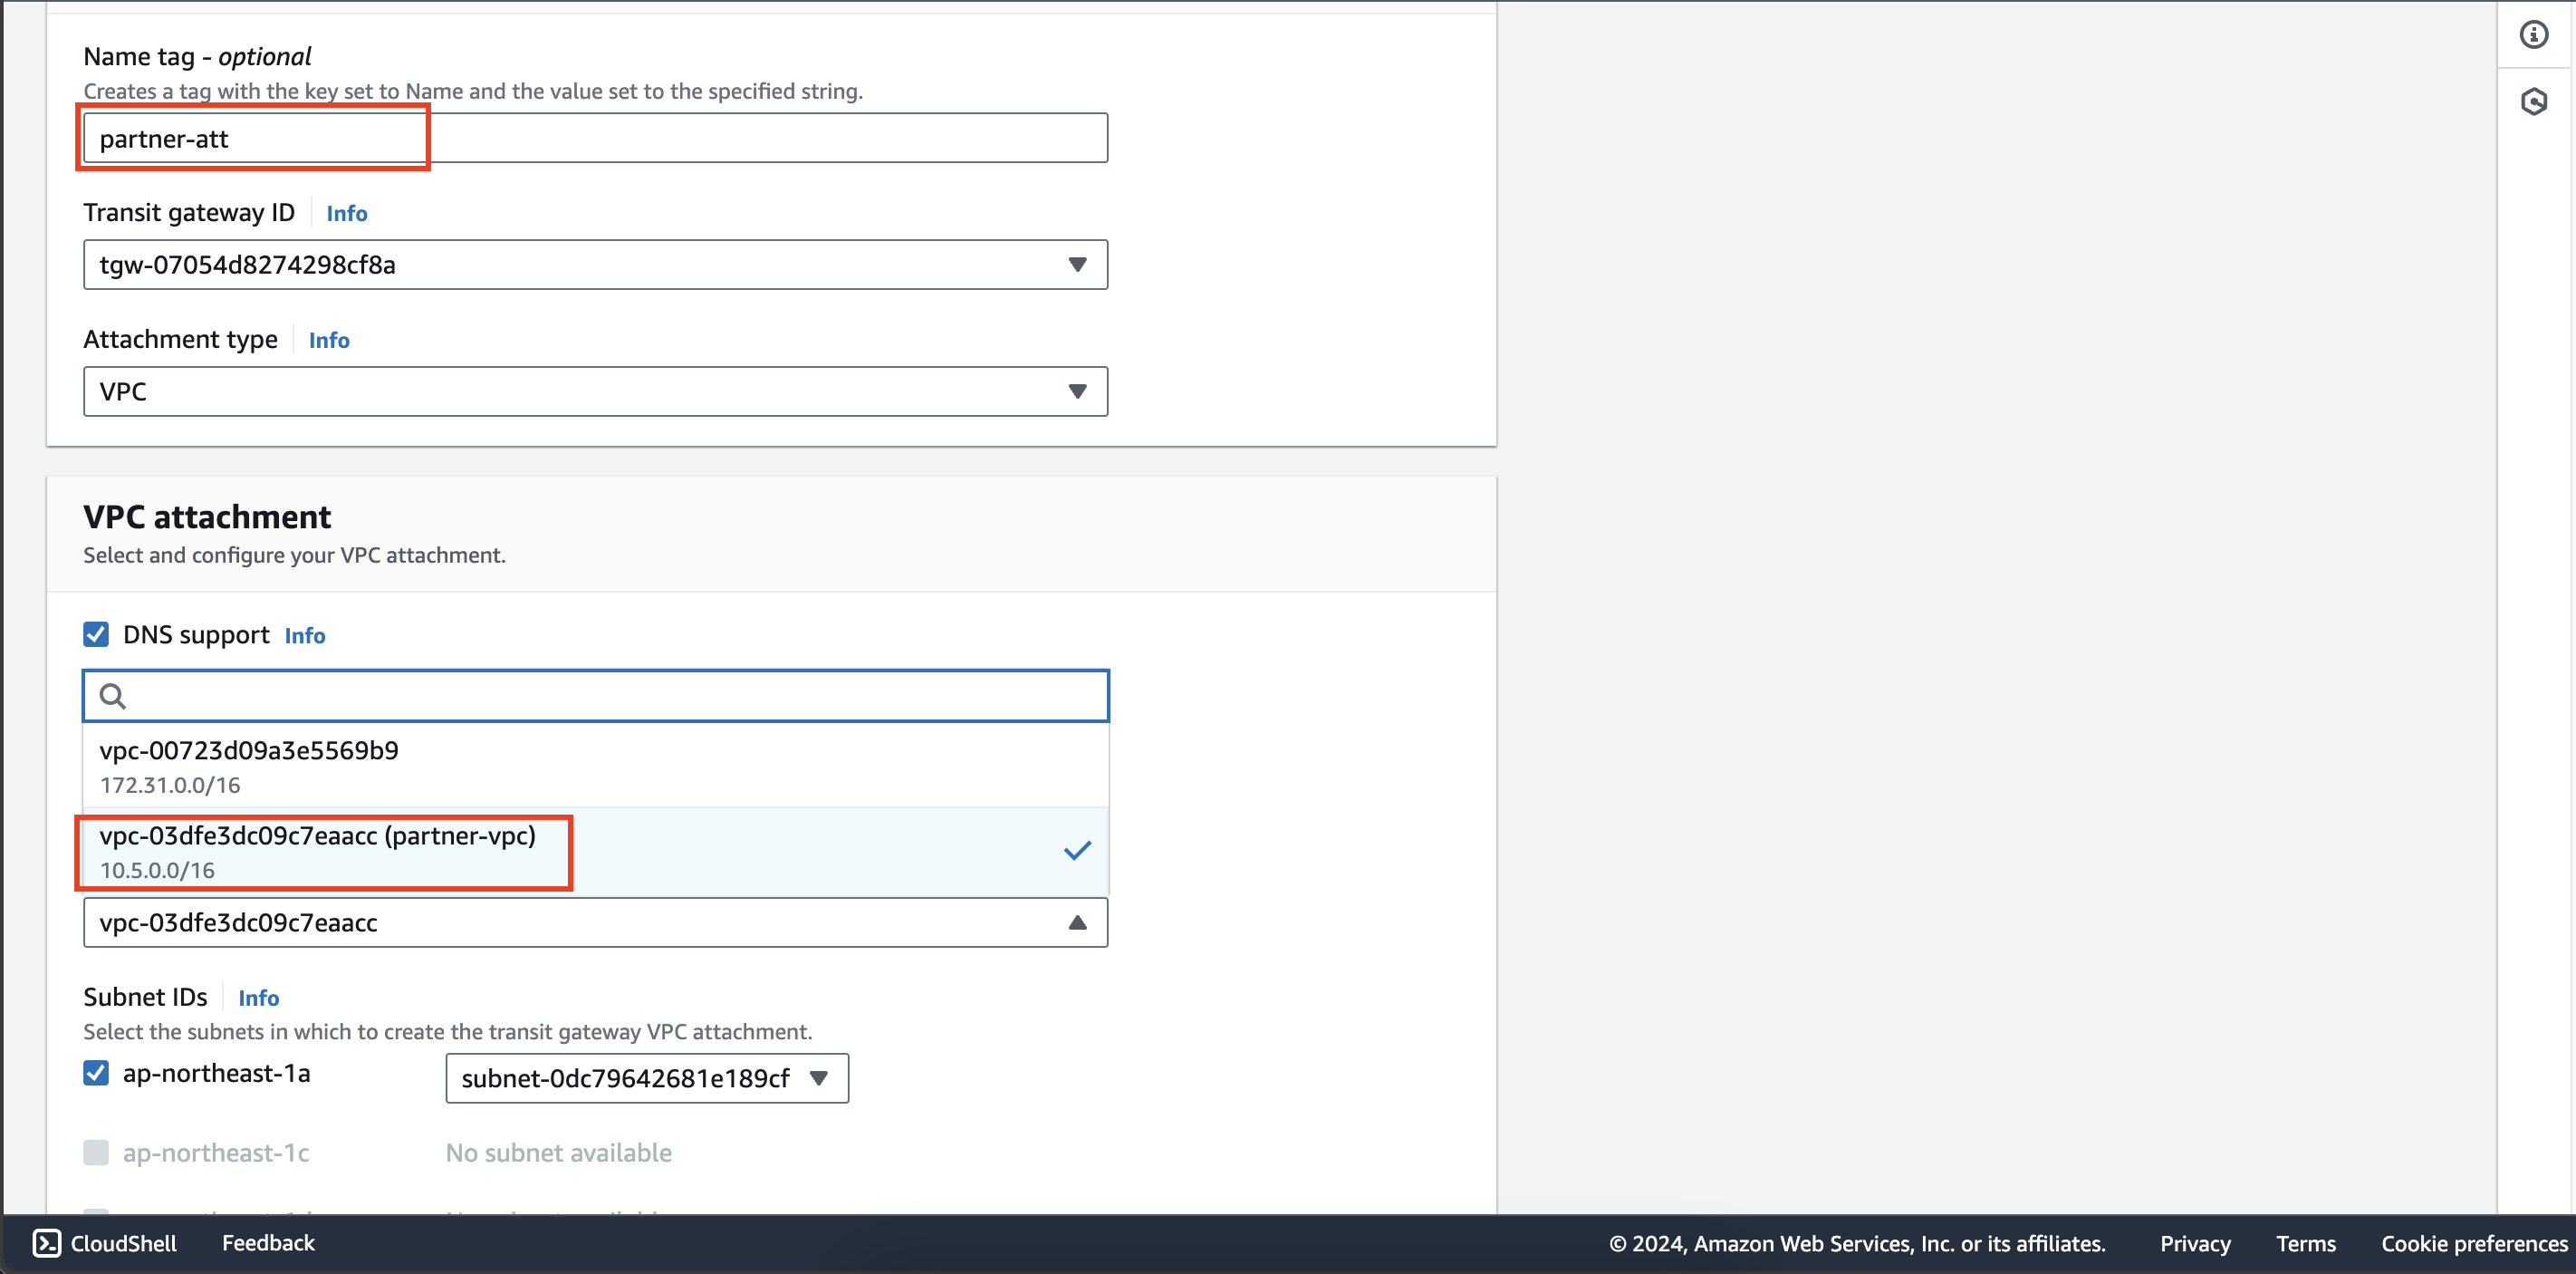 Name tag - optional
Creates a tag with the key set to Name and the value set to the specified string.
partner-att
Transit gateway ID Info
tgw-07054d8274298cf8a
Attachment type Info
VPC
VPC attachment
Select and configure your VPC attachment.
DNS support Info
vpc-00723d09a3e5569b9
172.31.0.0/16
vpc-03dfe3dc09c7eaacc (partner-vpc)
10.5.0.0/16
vpc-03dfe3dc09c7eaacc
Subnet IDs Info
Select the subnets in which to create the transit gateway VPC attachment.
ap-northeast-1a subnet-0dc79642681e189cf
ap-northeast-1c No subnet available
CloudShell Feedback © 2024, Amazon Web Services, Inc. or its affiliates. Privacy Terms Cookie preferences